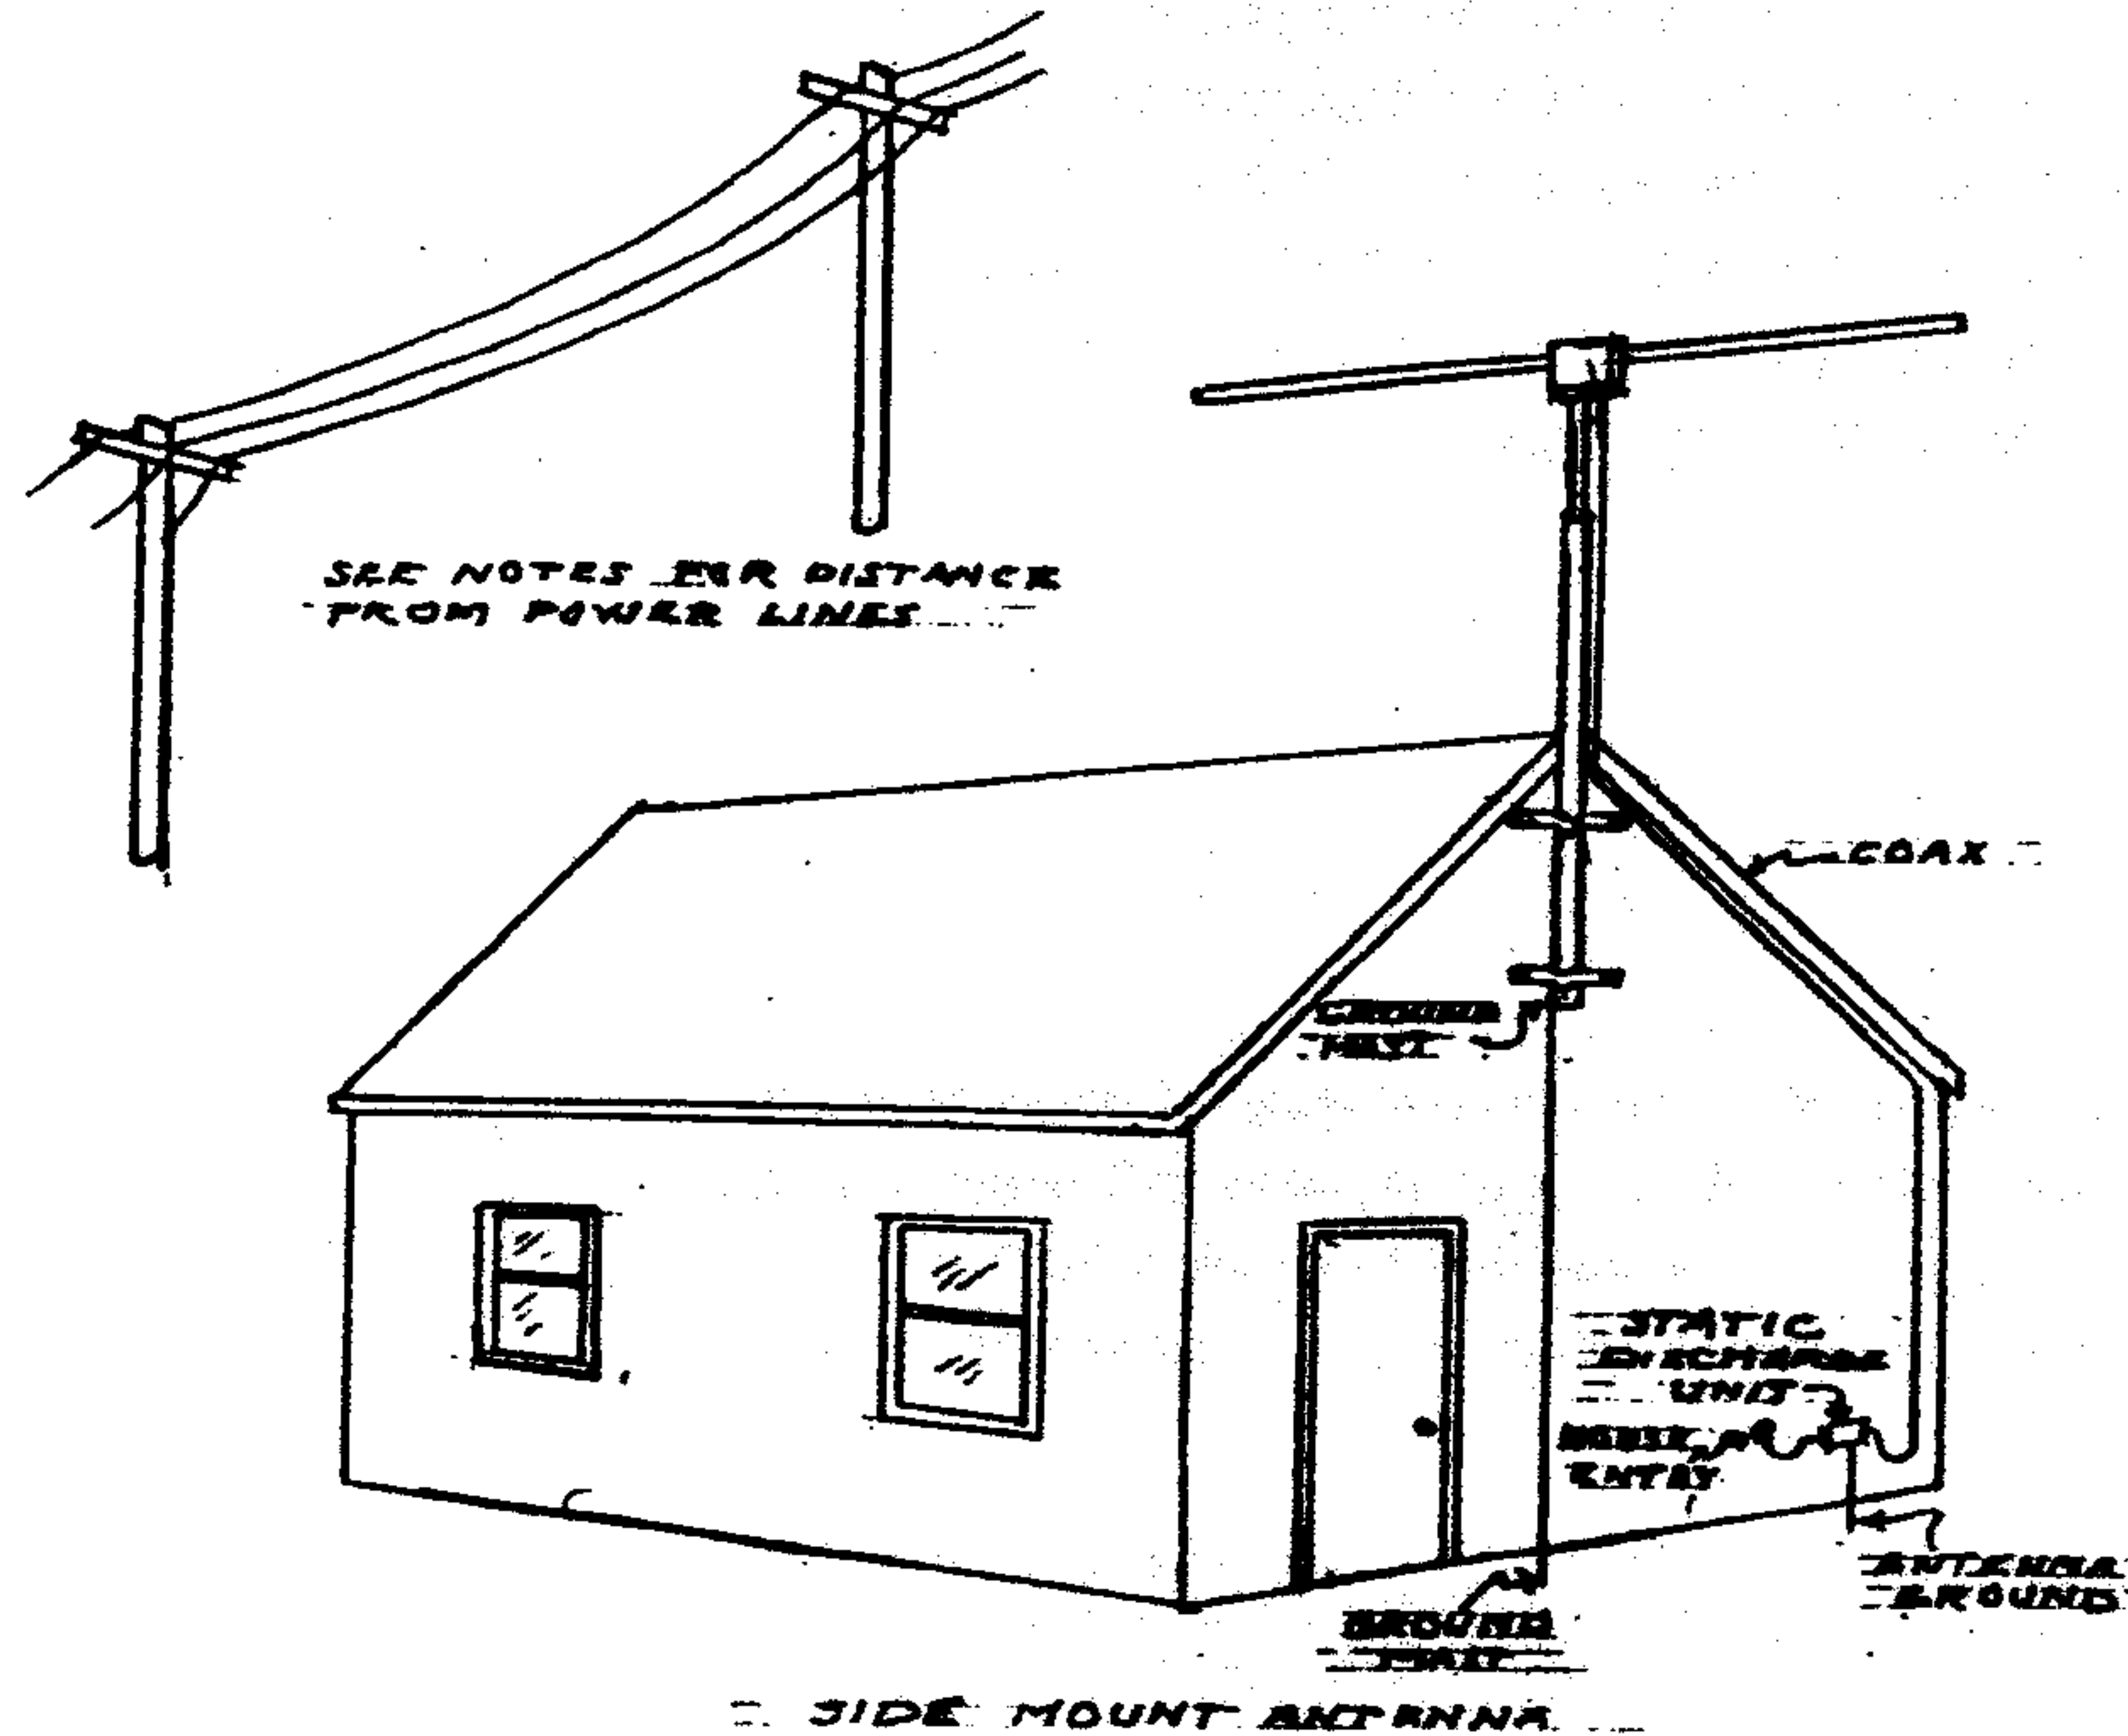 SEE NOTES FOR DISTANCE
FROM POWER LINES
COAX
GROUND
MAST
STATIC
DISCHARGE
UNIT
HOUSE
ENTRY
ANTENNA
GROUND
GROUND
SIDE MOUNT ANTENNA